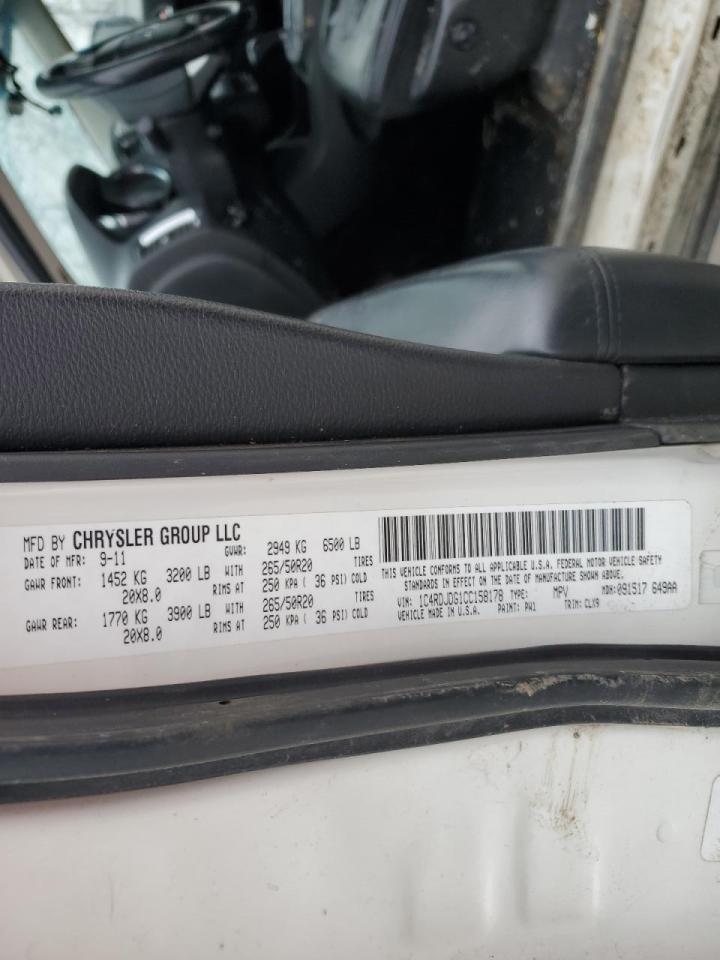 MFD BY CHRYSLER GROUP LLC
DATE OF MFR: 9-11 GVWR: 2949 KG 6500 LB
GAWR FRONT: 1452 KG 3200 LB WITH 265/50R20 TIRES
20X8.0 RIMS AT 250 KPA ( 36 PSI) COLD
GAWR REAR: 1770 KG 3900 LB WITH 265/50R20 TIRES
20X8.0 RIMS AT 250 KPA ( 36 PSI) COLD
THIS VEHICLE CONFORMS TO ALL APPLICABLE U.S.A. FEDERAL MOTOR VEHICLE SAFETY
STANDARDS IN EFFECT ON THE DATE OF MANUFACTURE SHOWN ABOVE.
VIN: 1C4RDJDG1CC158178 TYPE: MPV MDH: 091517 649AA
VEHICLE MADE IN U.S.A. PAINT: PW1 TRIM: CLX9